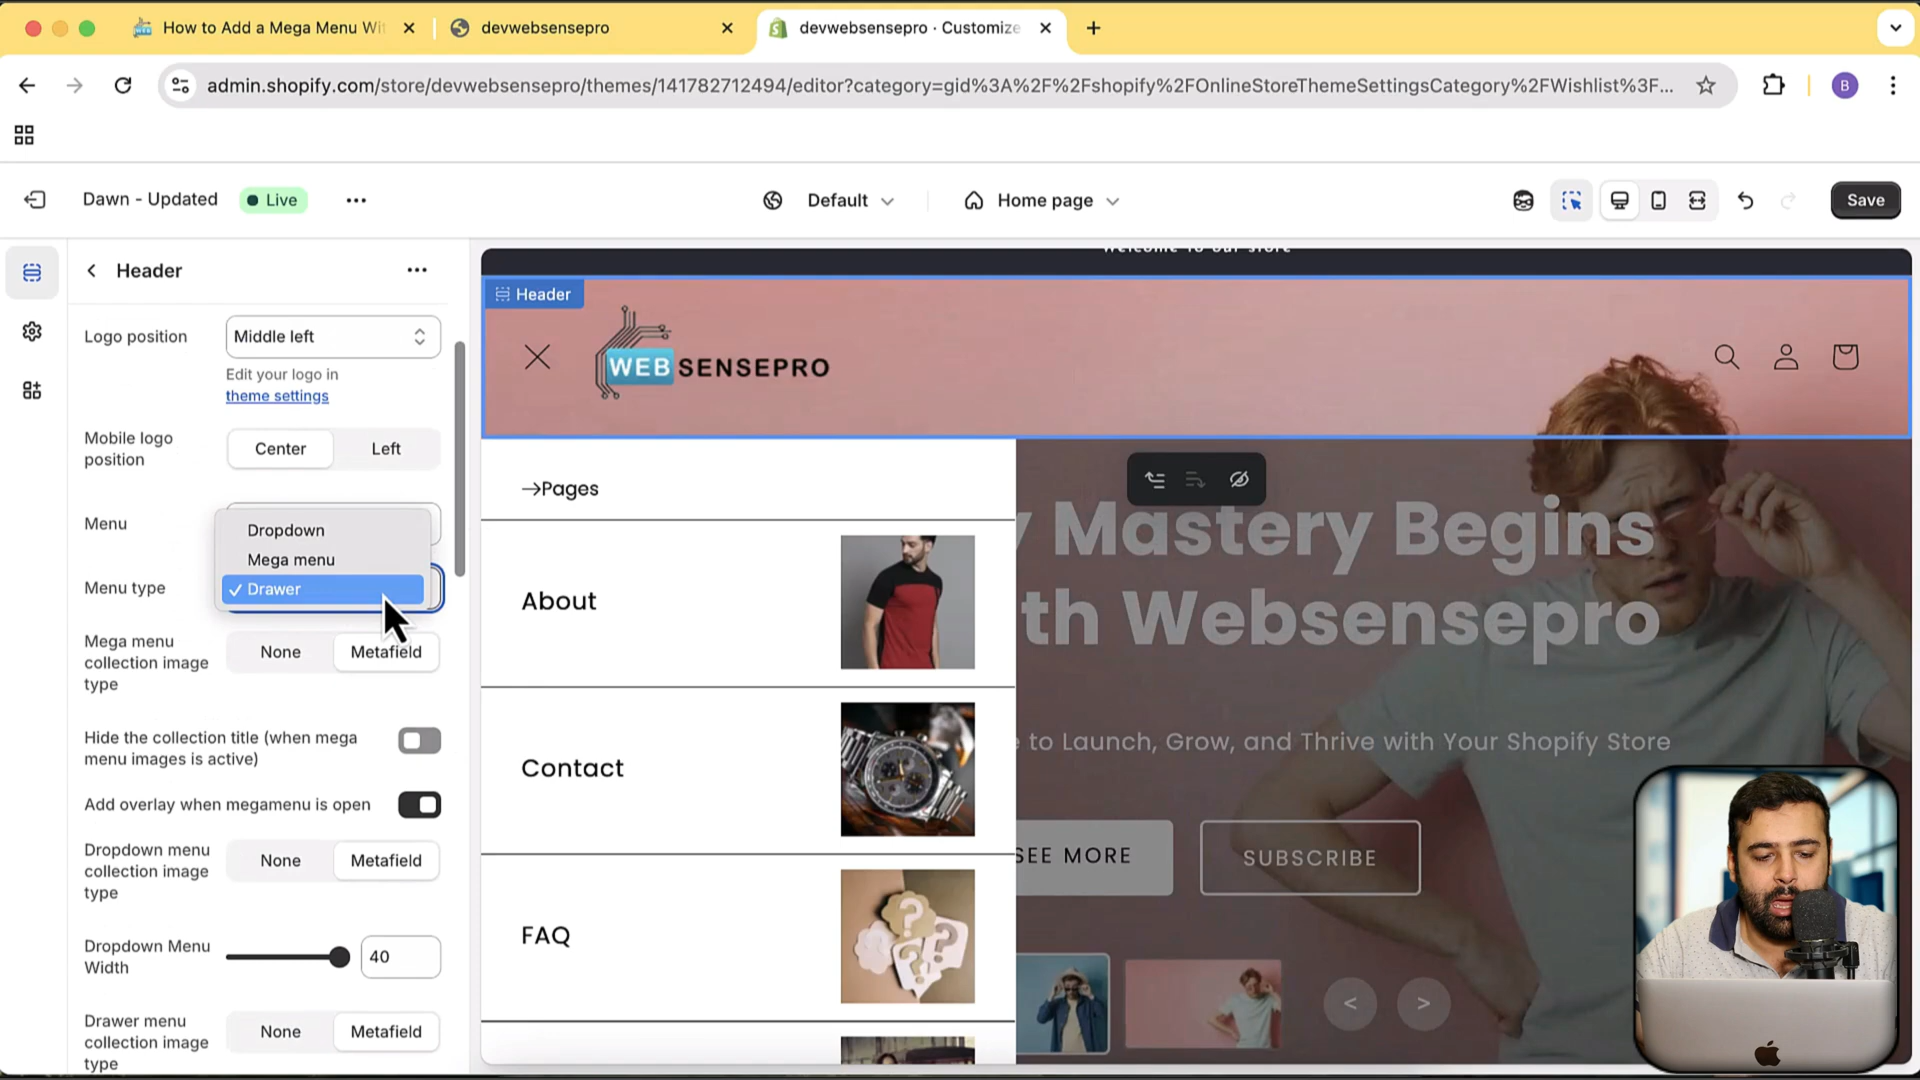 How to Add a Mega Menu Wit
devwebsensepro
devwebsensepro · Customize
admin.shopify.com/store/devwebsensepro/themes/141782712494/editor?category=gid%3A%2F%2Fshopify%2FOnlineStoreThemeSettingsCategory%2FWishlist%3F...
B
Dawn - Updated
Live
Default
Home page
Save
Header
Logo position
Middle left
Edit your logo in
theme settings
Mobile logo
position
Center
Left
Menu
Dropdown
Mega menu
Menu type
Drawer
Mega menu
collection image
type
None
Metafield
Hide the collection title (when mega
menu images is active)
Add overlay when megamenu is open
Dropdown menu
collection image
type
None
Metafield
Dropdown Menu
Width
40
Drawer menu
collection image
type
None
Metafield
Welcome to our store
Header
WEB SENSEPRO
→Pages
About
Contact
FAQ
y Mastery Begins
th Websensepro
e to Launch, Grow, and Thrive with Your Shopify Store
SEE MORE
SUBSCRIBE